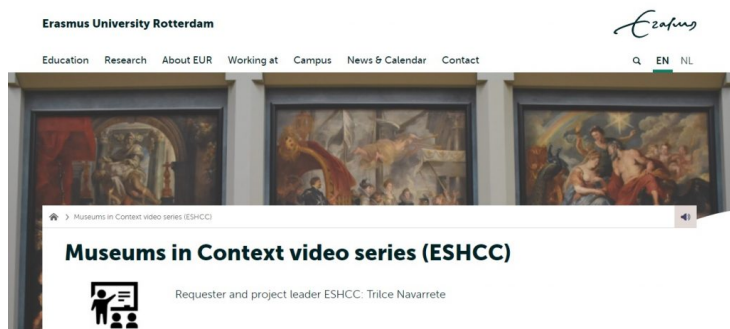 Erasmus University Rotterdam
Erasmus
Education Research About EUR Working at Campus News & Calendar Contact
EN NL
Museums in Context video series (ESHCC)
Museums in Context video series (ESHCC)
Requester and project leader ESHCC: Trilce Navarrete